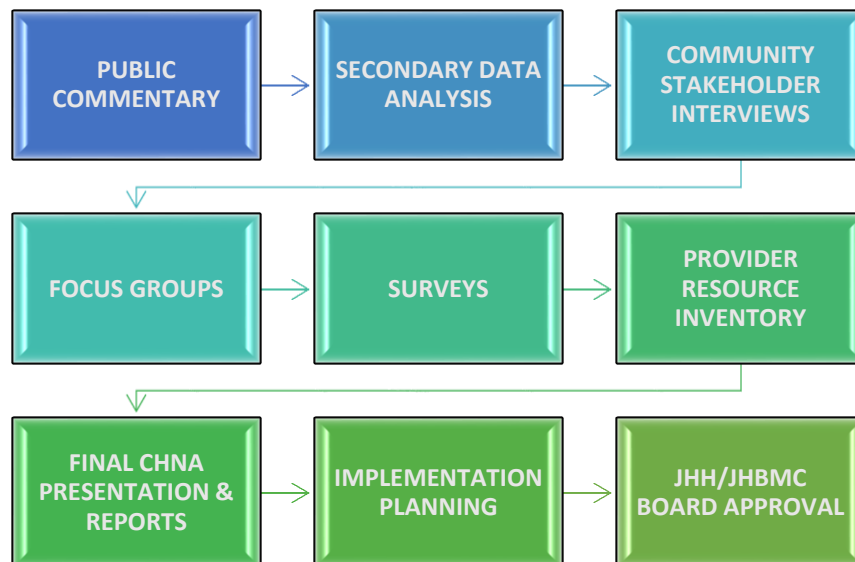 PUBLIC
COMMENTARY
SECONDARY DATA
ANALYSIS
COMMUNITY
STAKEHOLDER
INTERVIEWS
FOCUS GROUPS
SURVEYS
PROVIDER
RESOURCE
INVENTORY
FINAL CHNA
PRESENTATION &
REPORTS
IMPLEMENTATION
PLANNING
JHH/JHBMC
BOARD APPROVAL